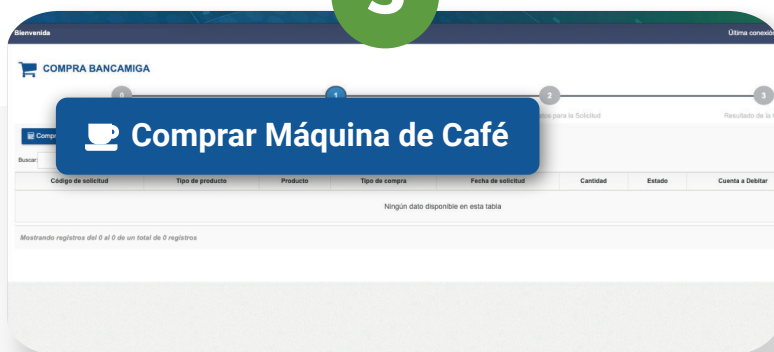 Bienvenida
Última conexión
COMPRA BANCAMIGA
0
1
2
3
para la Solicitud
Resultado de la
Comprar Máquina de Café
Buscar:
Código de solicitud
Tipo de producto
Producto
Tipo de compra
Fecha de solicitud
Cantidad
Estado
Cuenta a Debitar
Ningún dato disponible en esta tabla
Mostrando registros del 0 al 0 de un total de 0 registros